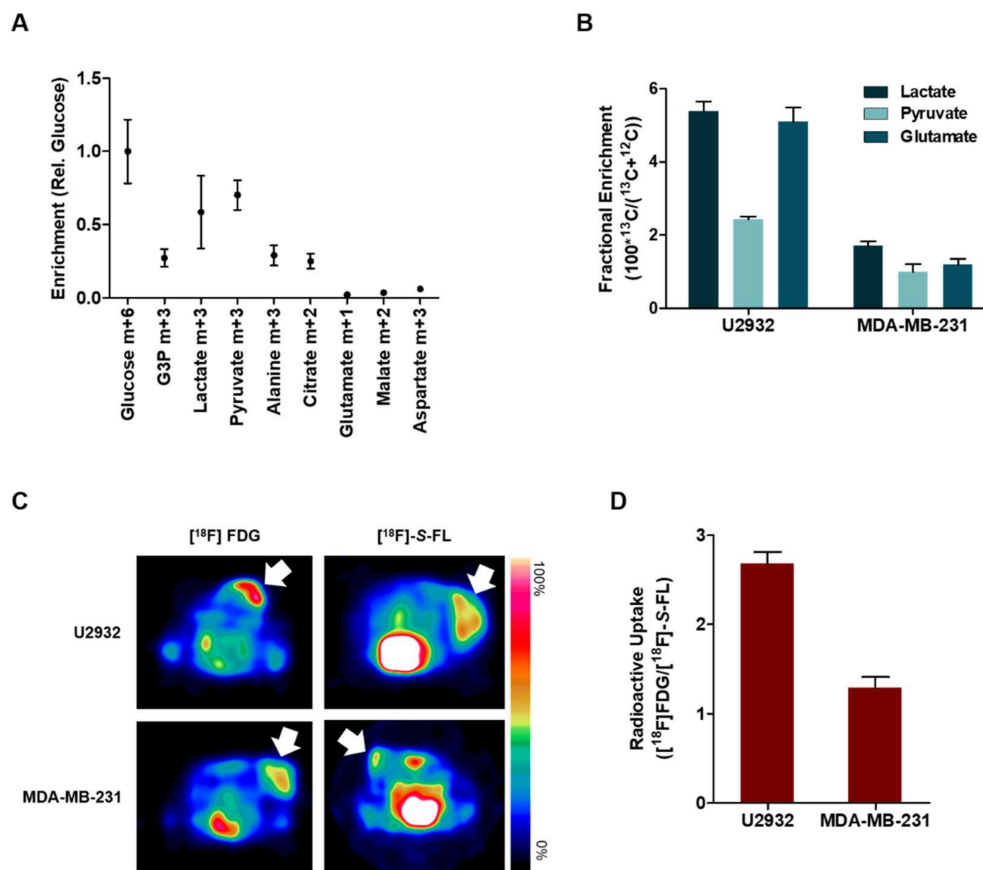 A
Enrichment (Rel. Glucose)
1.5
1.0
0.5
0.0
Glucose m+6
G3P m+3
Lactate m+3
Pyruvate m+3
Alanine m+3
Citrate m+2
Glutamate m+1
Malate m+2
Aspartate m+3
B
Fractional Enrichment
(100*¹³C/(¹³C+¹²C))
6
4
2
0
Lactate
Pyruvate
Glutamate
U2932
MDA-MB-231
C
[¹⁸F] FDG
[¹⁸F]-S-FL
U2932
MDA-MB-231
100%
0%
D
Radioactive Uptake
([¹⁸F]FDG/[¹⁸F]-S-FL)
3
2
1
0
U2932
MDA-MB-231